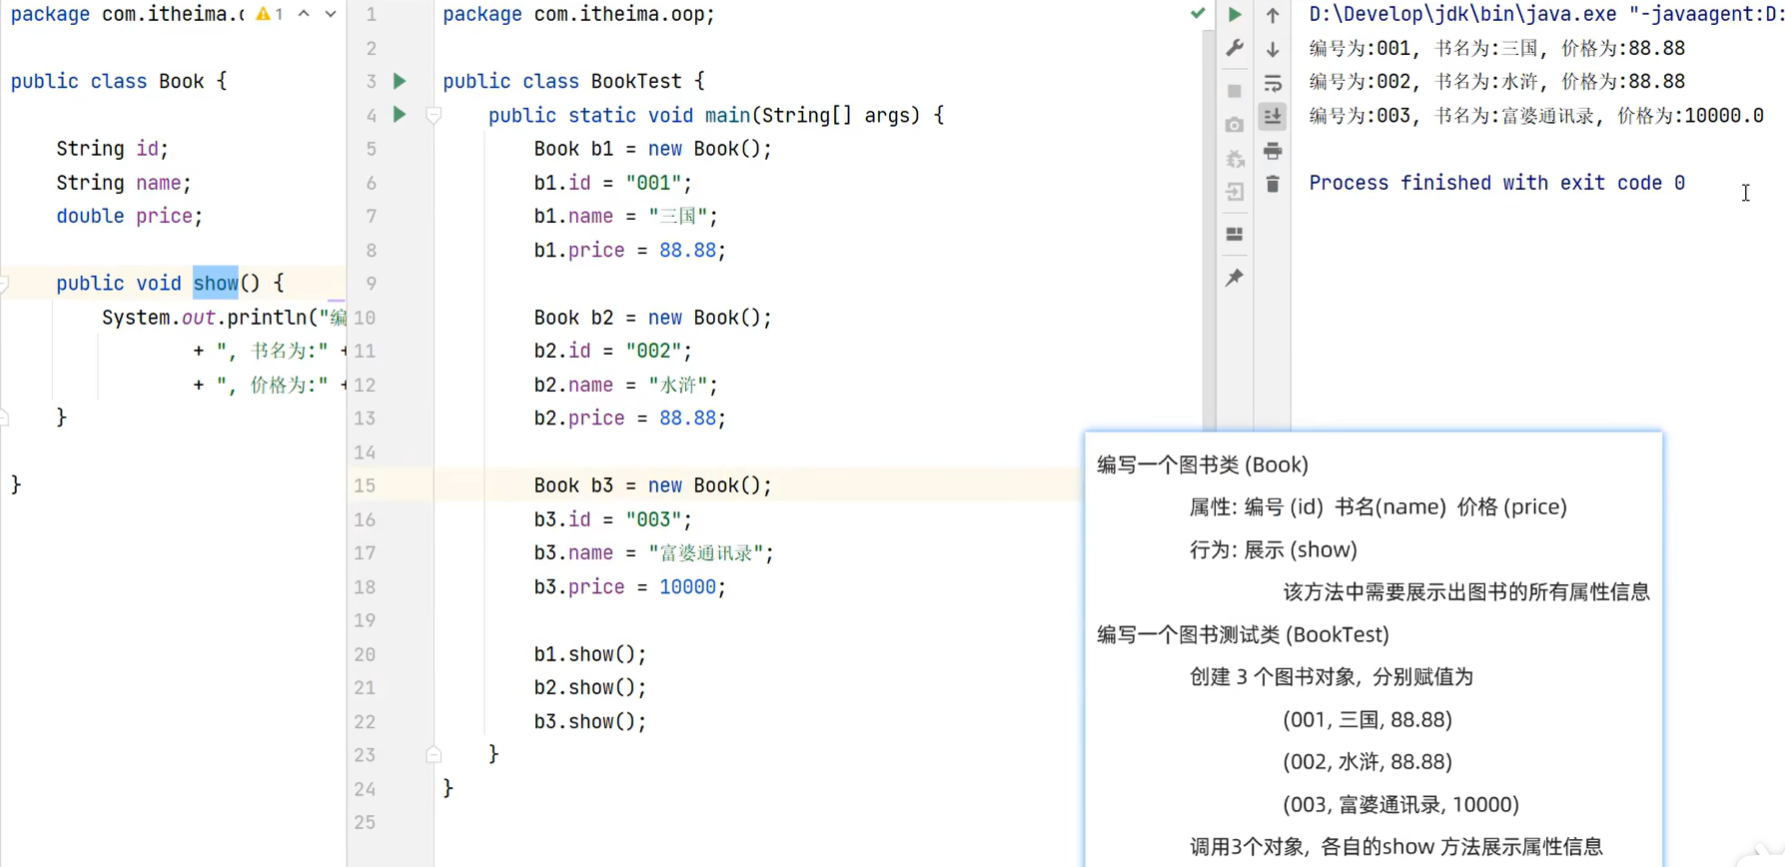 package com.itheima.c
1
public class Book {
String id;
String name;
double price;
public void show() {
System.out.println("编
+ ", 书名为:" +
+ ", 价格为:" +
}
}
1 package com.itheima.oop;
2
3 public class BookTest {
4 public static void main(String[] args) {
5 Book b1 = new Book();
6 b1.id = "001";
7 b1.name = "三国";
8 b1.price = 88.88;
9
10 Book b2 = new Book();
11 b2.id = "002";
12 b2.name = "水浒";
13 b2.price = 88.88;
14
15 Book b3 = new Book();
16 b3.id = "003";
17 b3.name = "富婆通讯录";
18 b3.price = 10000;
19
20 b1.show();
21 b2.show();
22 b3.show();
23 }
24 }
25
D:\Develop\jdk\bin\java.exe "-javaagent:D:
编号为:001, 书名为:三国, 价格为:88.88
编号为:002, 书名为:水浒, 价格为:88.88
编号为:003, 书名为:富婆通讯录, 价格为:10000.0
Process finished with exit code 0
编写一个图书类 (Book)
属性: 编号 (id) 书名(name) 价格 (price)
行为: 展示 (show)
该方法中需要展示出图书的所有属性信息
编写一个图书测试类 (BookTest)
创建 3 个图书对象, 分别赋值为
(001, 三国, 88.88)
(002, 水浒, 88.88)
(003, 富婆通讯录, 10000)
调用3个对象, 各自的show 方法展示属性信息